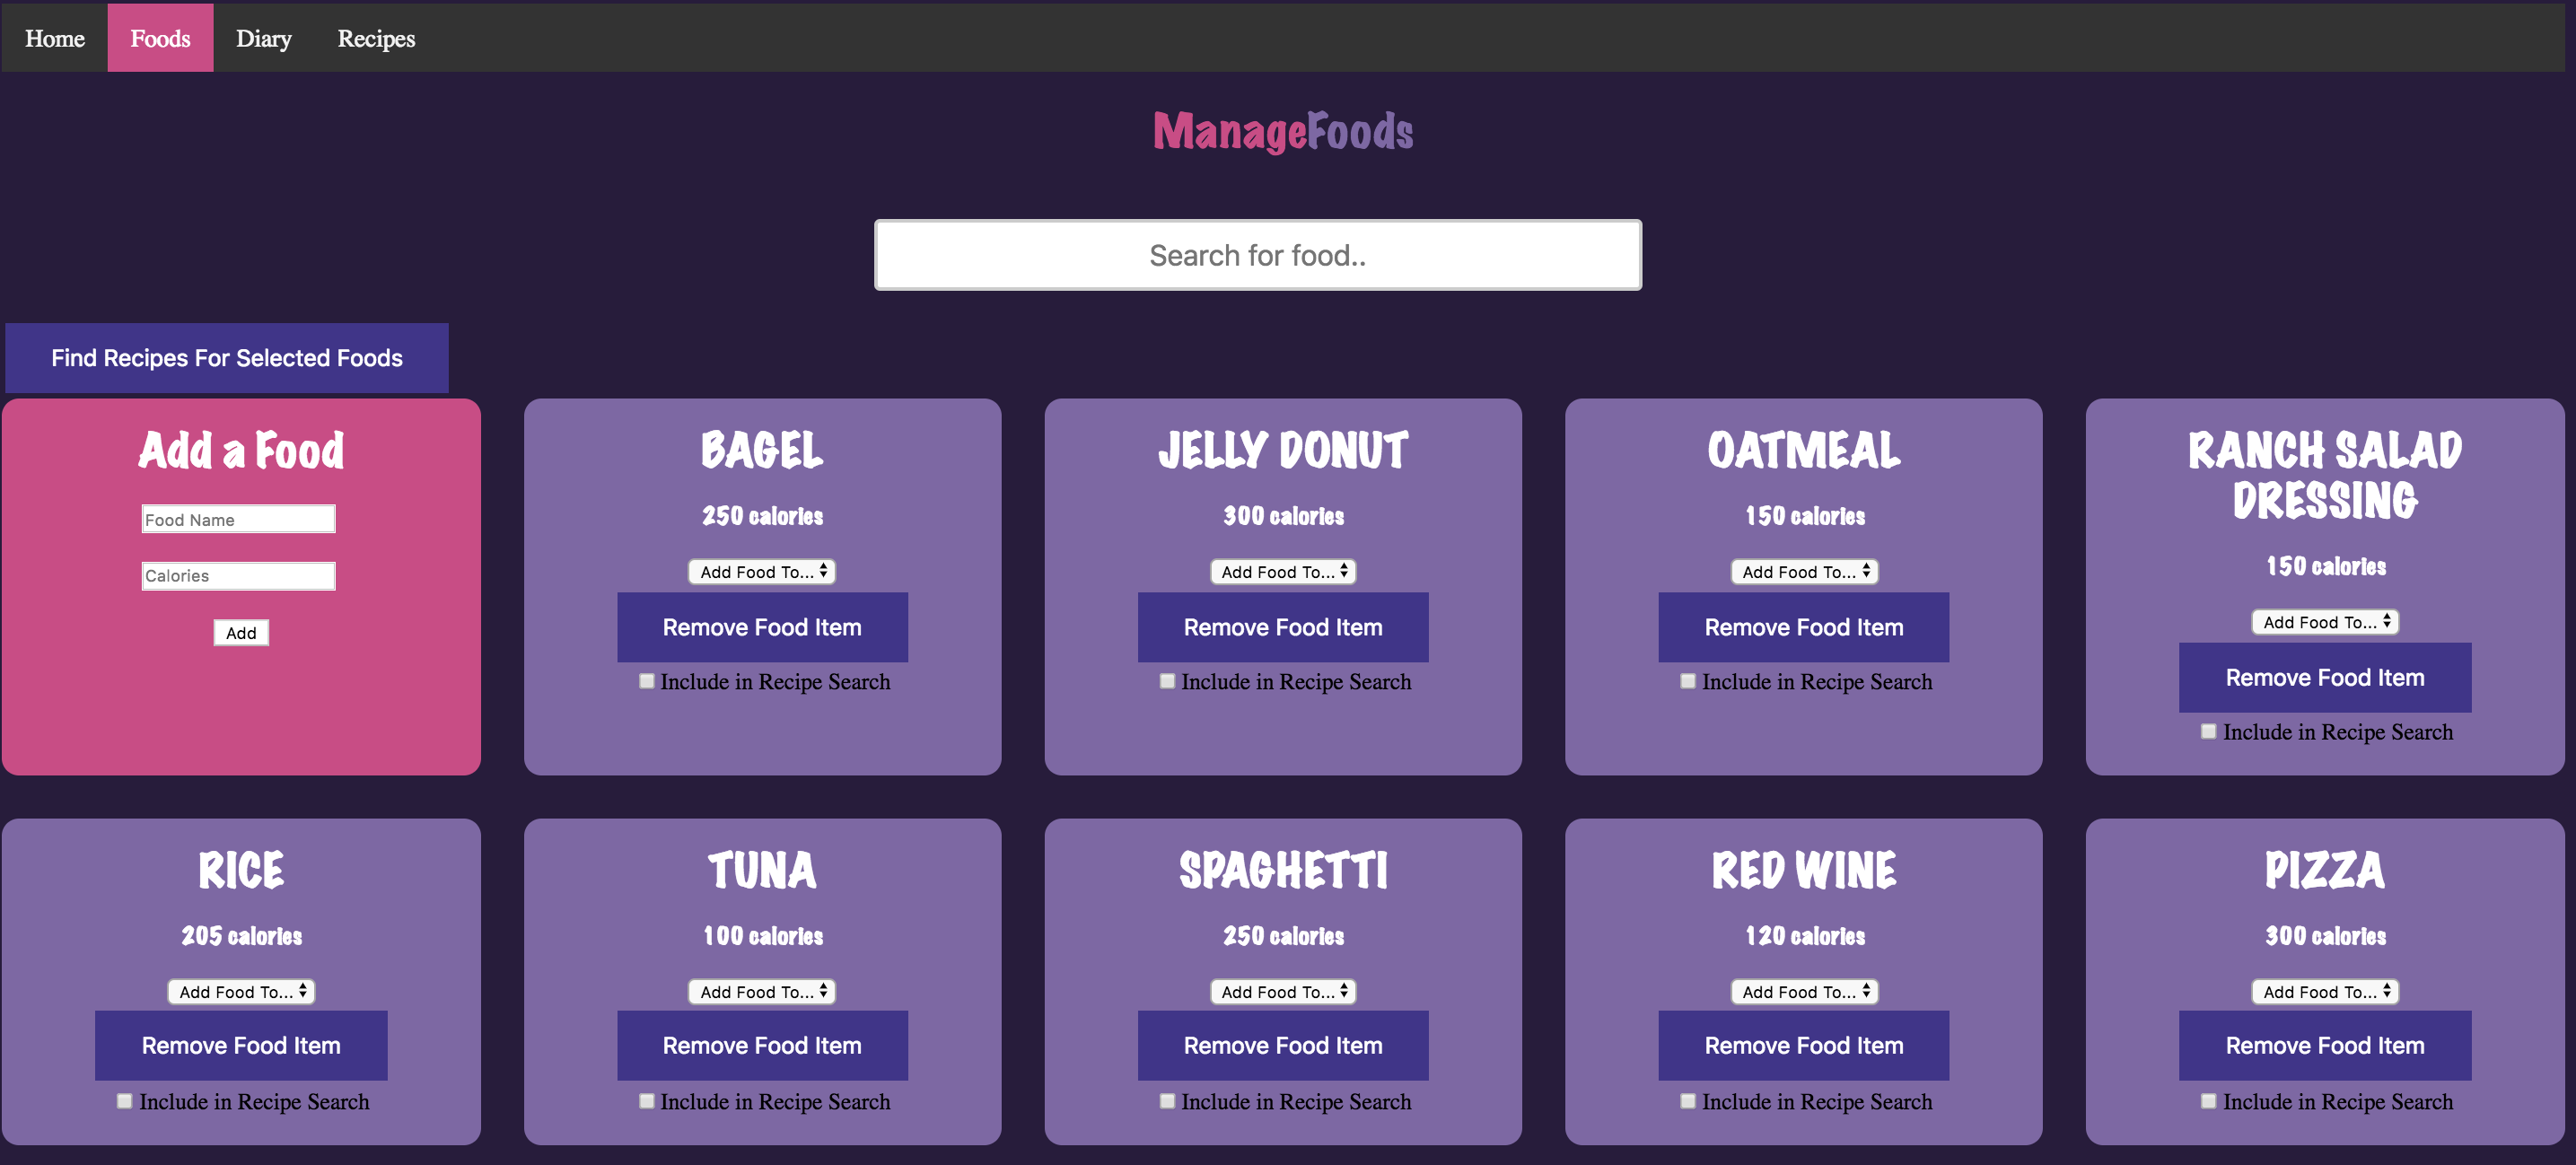 Home Foods Diary Recipes
ManageFoods
Search for food..
Find Recipes For Selected Foods
Add a Food
Food Name
Calories
Add
BAGEL
250 calories
Add Food To...
Remove Food Item
Include in Recipe Search
JELLY DONUT
300 calories
Add Food To...
Remove Food Item
Include in Recipe Search
OATMEAL
150 calories
Add Food To...
Remove Food Item
Include in Recipe Search
RANCH SALAD
DRESSING
150 calories
Add Food To...
Remove Food Item
Include in Recipe Search
RICE
205 calories
Add Food To...
Remove Food Item
Include in Recipe Search
TUNA
100 calories
Add Food To...
Remove Food Item
Include in Recipe Search
SPAGHETTI
250 calories
Add Food To...
Remove Food Item
Include in Recipe Search
RED WINE
120 calories
Add Food To...
Remove Food Item
Include in Recipe Search
PIZZA
300 calories
Add Food To...
Remove Food Item
Include in Recipe Search